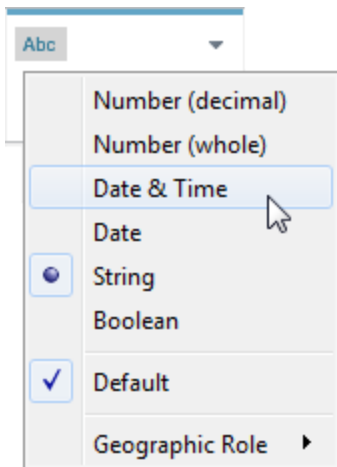 Abc
Number (decimal)
Number (whole)
Date & Time
Date
String
Boolean
Default
Geographic Role